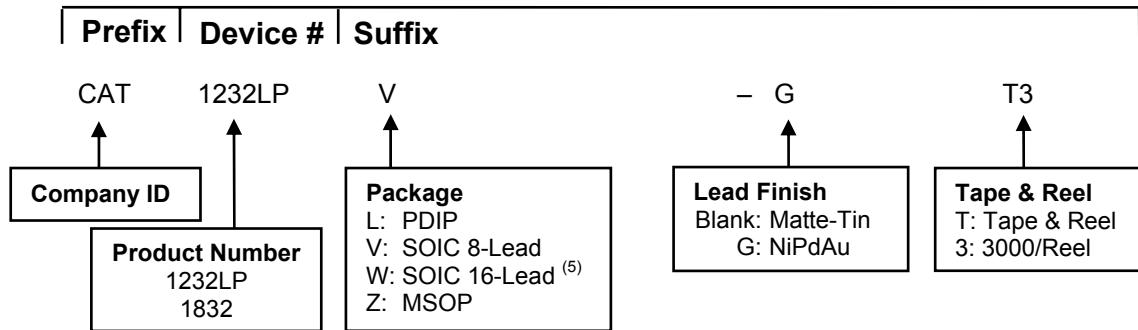 Prefix Device # Suffix
CAT 1232LP V – G T3
Company ID
Product Number
1232LP
1832
Package
L: PDIP
V: SOIC 8-Lead
W: SOIC 16-Lead (5)
Z: MSOP
Lead Finish
Blank: Matte-Tin
G: NiPdAu
Tape & Reel
T: Tape & Reel
3: 3000/Reel